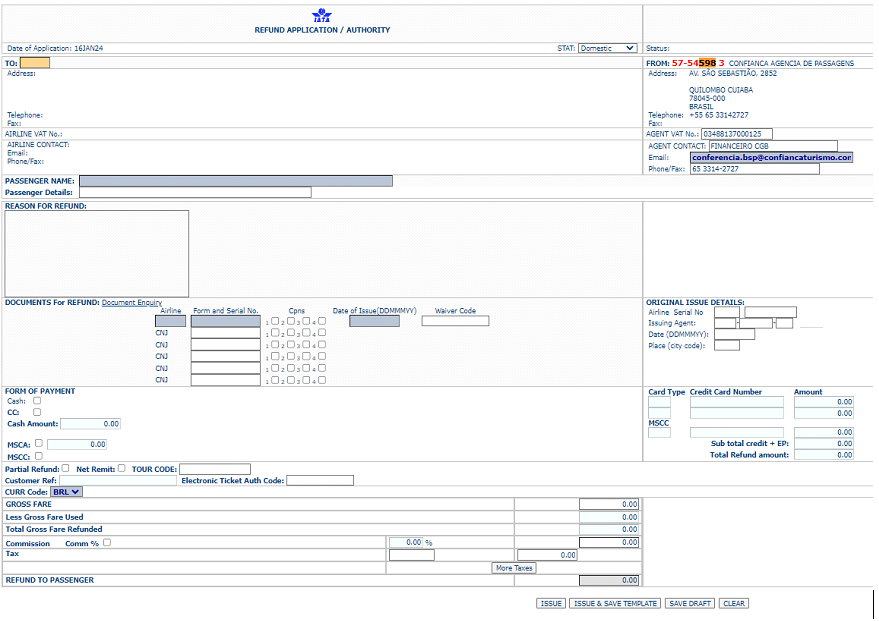 IATA
REFUND APPLICATION / AUTHORITY
Date of Application: 16JAN24 STAT: Domestic Status:
TO: FROM: 57-54598 3 CONFIANCA AGENCIA DE PASSAGENS
Address: Address: AV. SÃO SEBASTIÃO, 2852
QUILOMBO CUIABA
78045-000
BRASIL
Telephone: Telephone: +55 65 33142727
Fax: Fax:
AIRLINE VAT No.: AGENT VAT No.: 03488137000125
AIRLINE CONTACT: AGENT CONTACT: FINANCEIRO CGB
Email: Email: conferencia.bsp@confiancaturismo.con
Phone/Fax: Phone/Fax: 65 3314-2727
PASSENGER NAME:
Passenger Details:
REASON FOR REFUND:
DOCUMENTS For REFUND: Document Enquiry ORIGINAL ISSUE DETAILS:
Airline Form and Serial No. Cpns Date of Issue(DDMMMYY) Waiver Code Airline Serial No
1 2 3 4 Issuing Agent: - -
CNJ 1 2 3 4 Date (DDMMMYY):
CNJ 1 2 3 4 Place (city code):
CNJ 1 2 3 4
CNJ 1 2 3 4
CNJ 1 2 3 4
FORM OF PAYMENT Card Type Credit Card Number Amount
Cash: 0.00
CC: 0.00
Cash Amount: 0.00 MSCC
0.00
MSCA: 0.00 Sub total credit + EP: 0.00
MSCC: Total Refund amount: 0.00
Partial Refund: Net Remit: TOUR CODE:
Customer Ref: Electronic Ticket Auth Code:
CURR Code: BRL
GROSS FARE 0.00
Less Gross Fare Used 0.00
Total Gross Fare Refunded 0.00
Commission Comm % 0.00 % 0.00
Tax 0.00
More Taxes
REFUND TO PASSENGER 0.00
ISSUE ISSUE & SAVE TEMPLATE SAVE DRAFT CLEAR